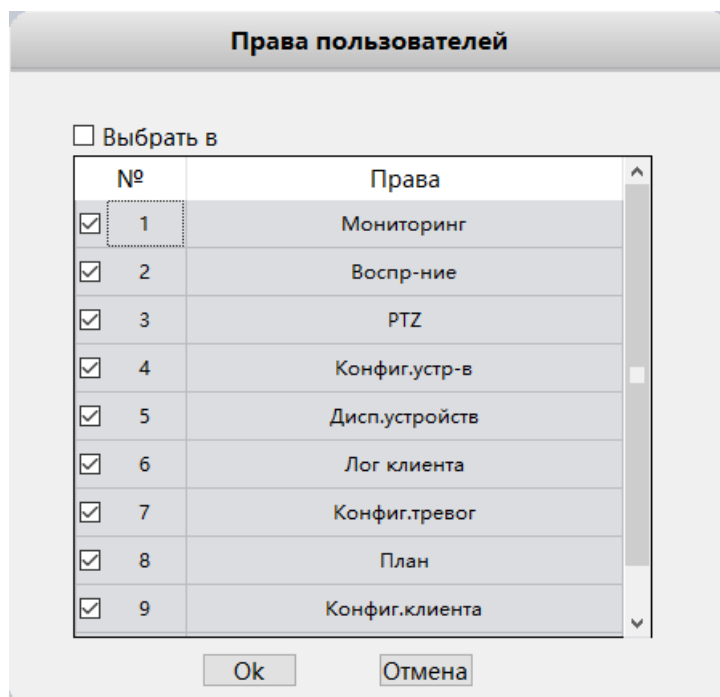 Права пользователей
Выбрать в
№ Права
1 Мониторинг
2 Воспр-ние
3 PTZ
4 Конфиг.устр-в
5 Дисп.устройств
6 Лог клиента
7 Конфиг.тревог
8 План
9 Конфиг.клиента
Ok Отмена